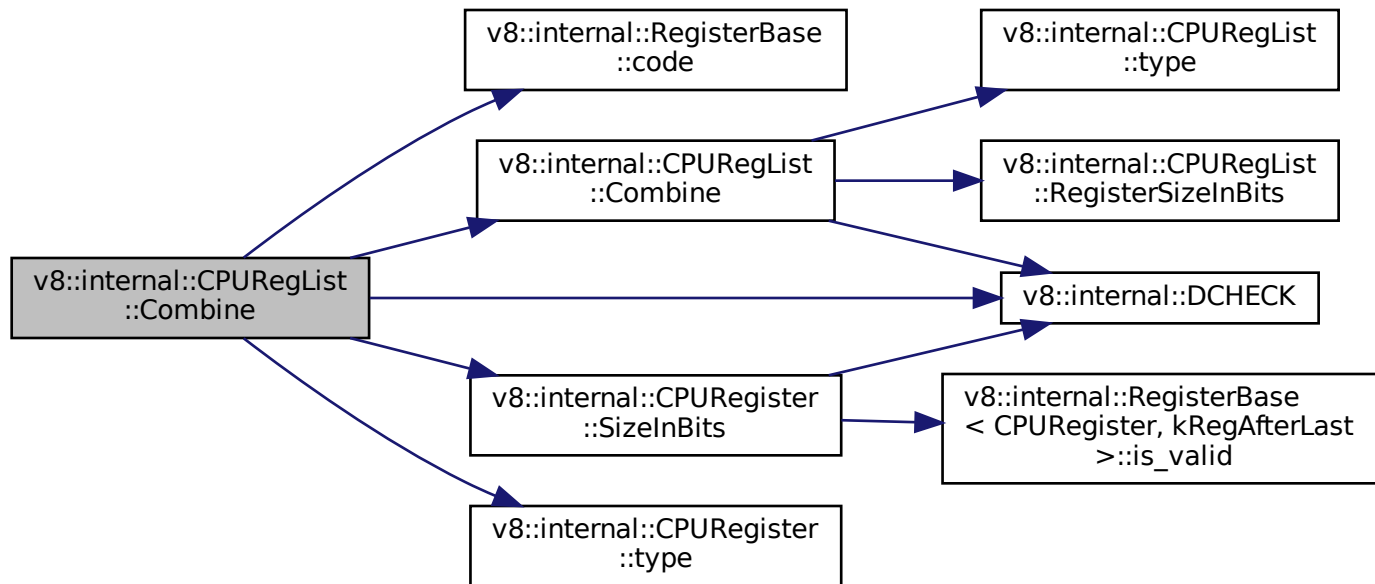 v8::internal::RegisterBase
::code
v8::internal::CPURegList
::type
v8::internal::CPURegList
::Combine
v8::internal::CPURegList
::RegisterSizeInBits
v8::internal::CPURegList
::Combine
v8::internal::DCHECK
v8::internal::CPURegister
::SizeInBits
v8::internal::RegisterBase
< CPURegister, kRegAfterLast
>::is_valid
v8::internal::CPURegister
::type